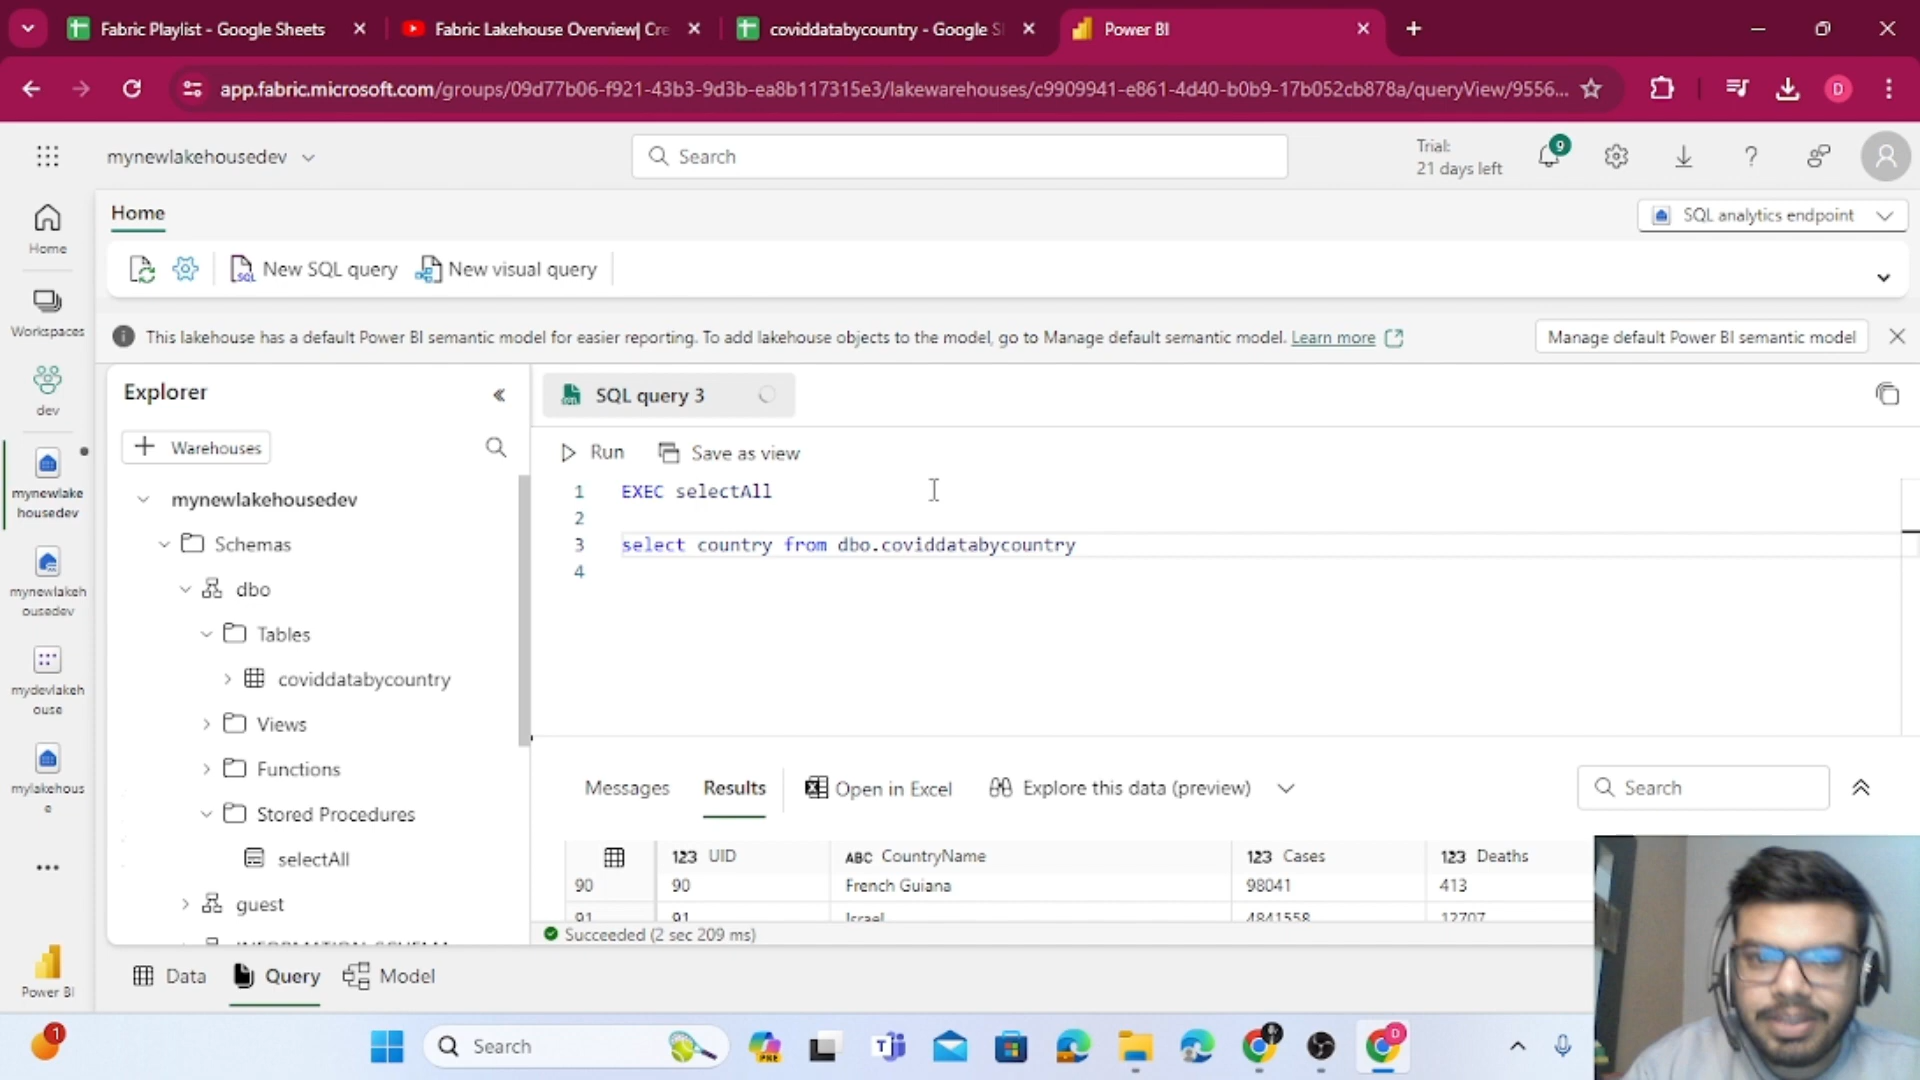 Fabric Playlist - Google Sheets
Fabric Lakehouse Overview| Cre
coviddatabycountry - Google S
Power BI
app.fabric.microsoft.com/groups/09d77b06-f921-43b3-9d3b-ea8b117315e3/lakewarehouses/c9909941-e861-4d40-b0b9-17b052cb878a/queryView/9556...
D
mynewlakehousedev
Search
Trial:
21 days left
9
Home
SQL analytics endpoint
New SQL query
New visual query
This lakehouse has a default Power BI semantic model for easier reporting. To add lakehouse objects to the model, go to Manage default semantic model. Learn more
Manage default Power BI semantic model
Home
Workspaces
dev
mynewlake
housedev
mynewlakeh
ousedev
mydevlakeh
ouse
mylakehous
e
Power BI
Explorer
Warehouses
mynewlakehousedev
Schemas
dbo
Tables
coviddatabycountry
Views
Functions
Stored Procedures
selectAll
guest
SQL query 3
Run
Save as view
1 EXEC selectAll
2
3 select country from dbo.coviddatabycountry
4
Messages
Results
Open in Excel
Explore this data (preview)
Search
123 UID
ABC CountryName
123 Cases
123 Deaths
90 90 French Guiana 98041 413
91 91 Israel 4841558 12707
Succeeded (2 sec 209 ms)
Data
Query
Model
1
Search
PRE
D